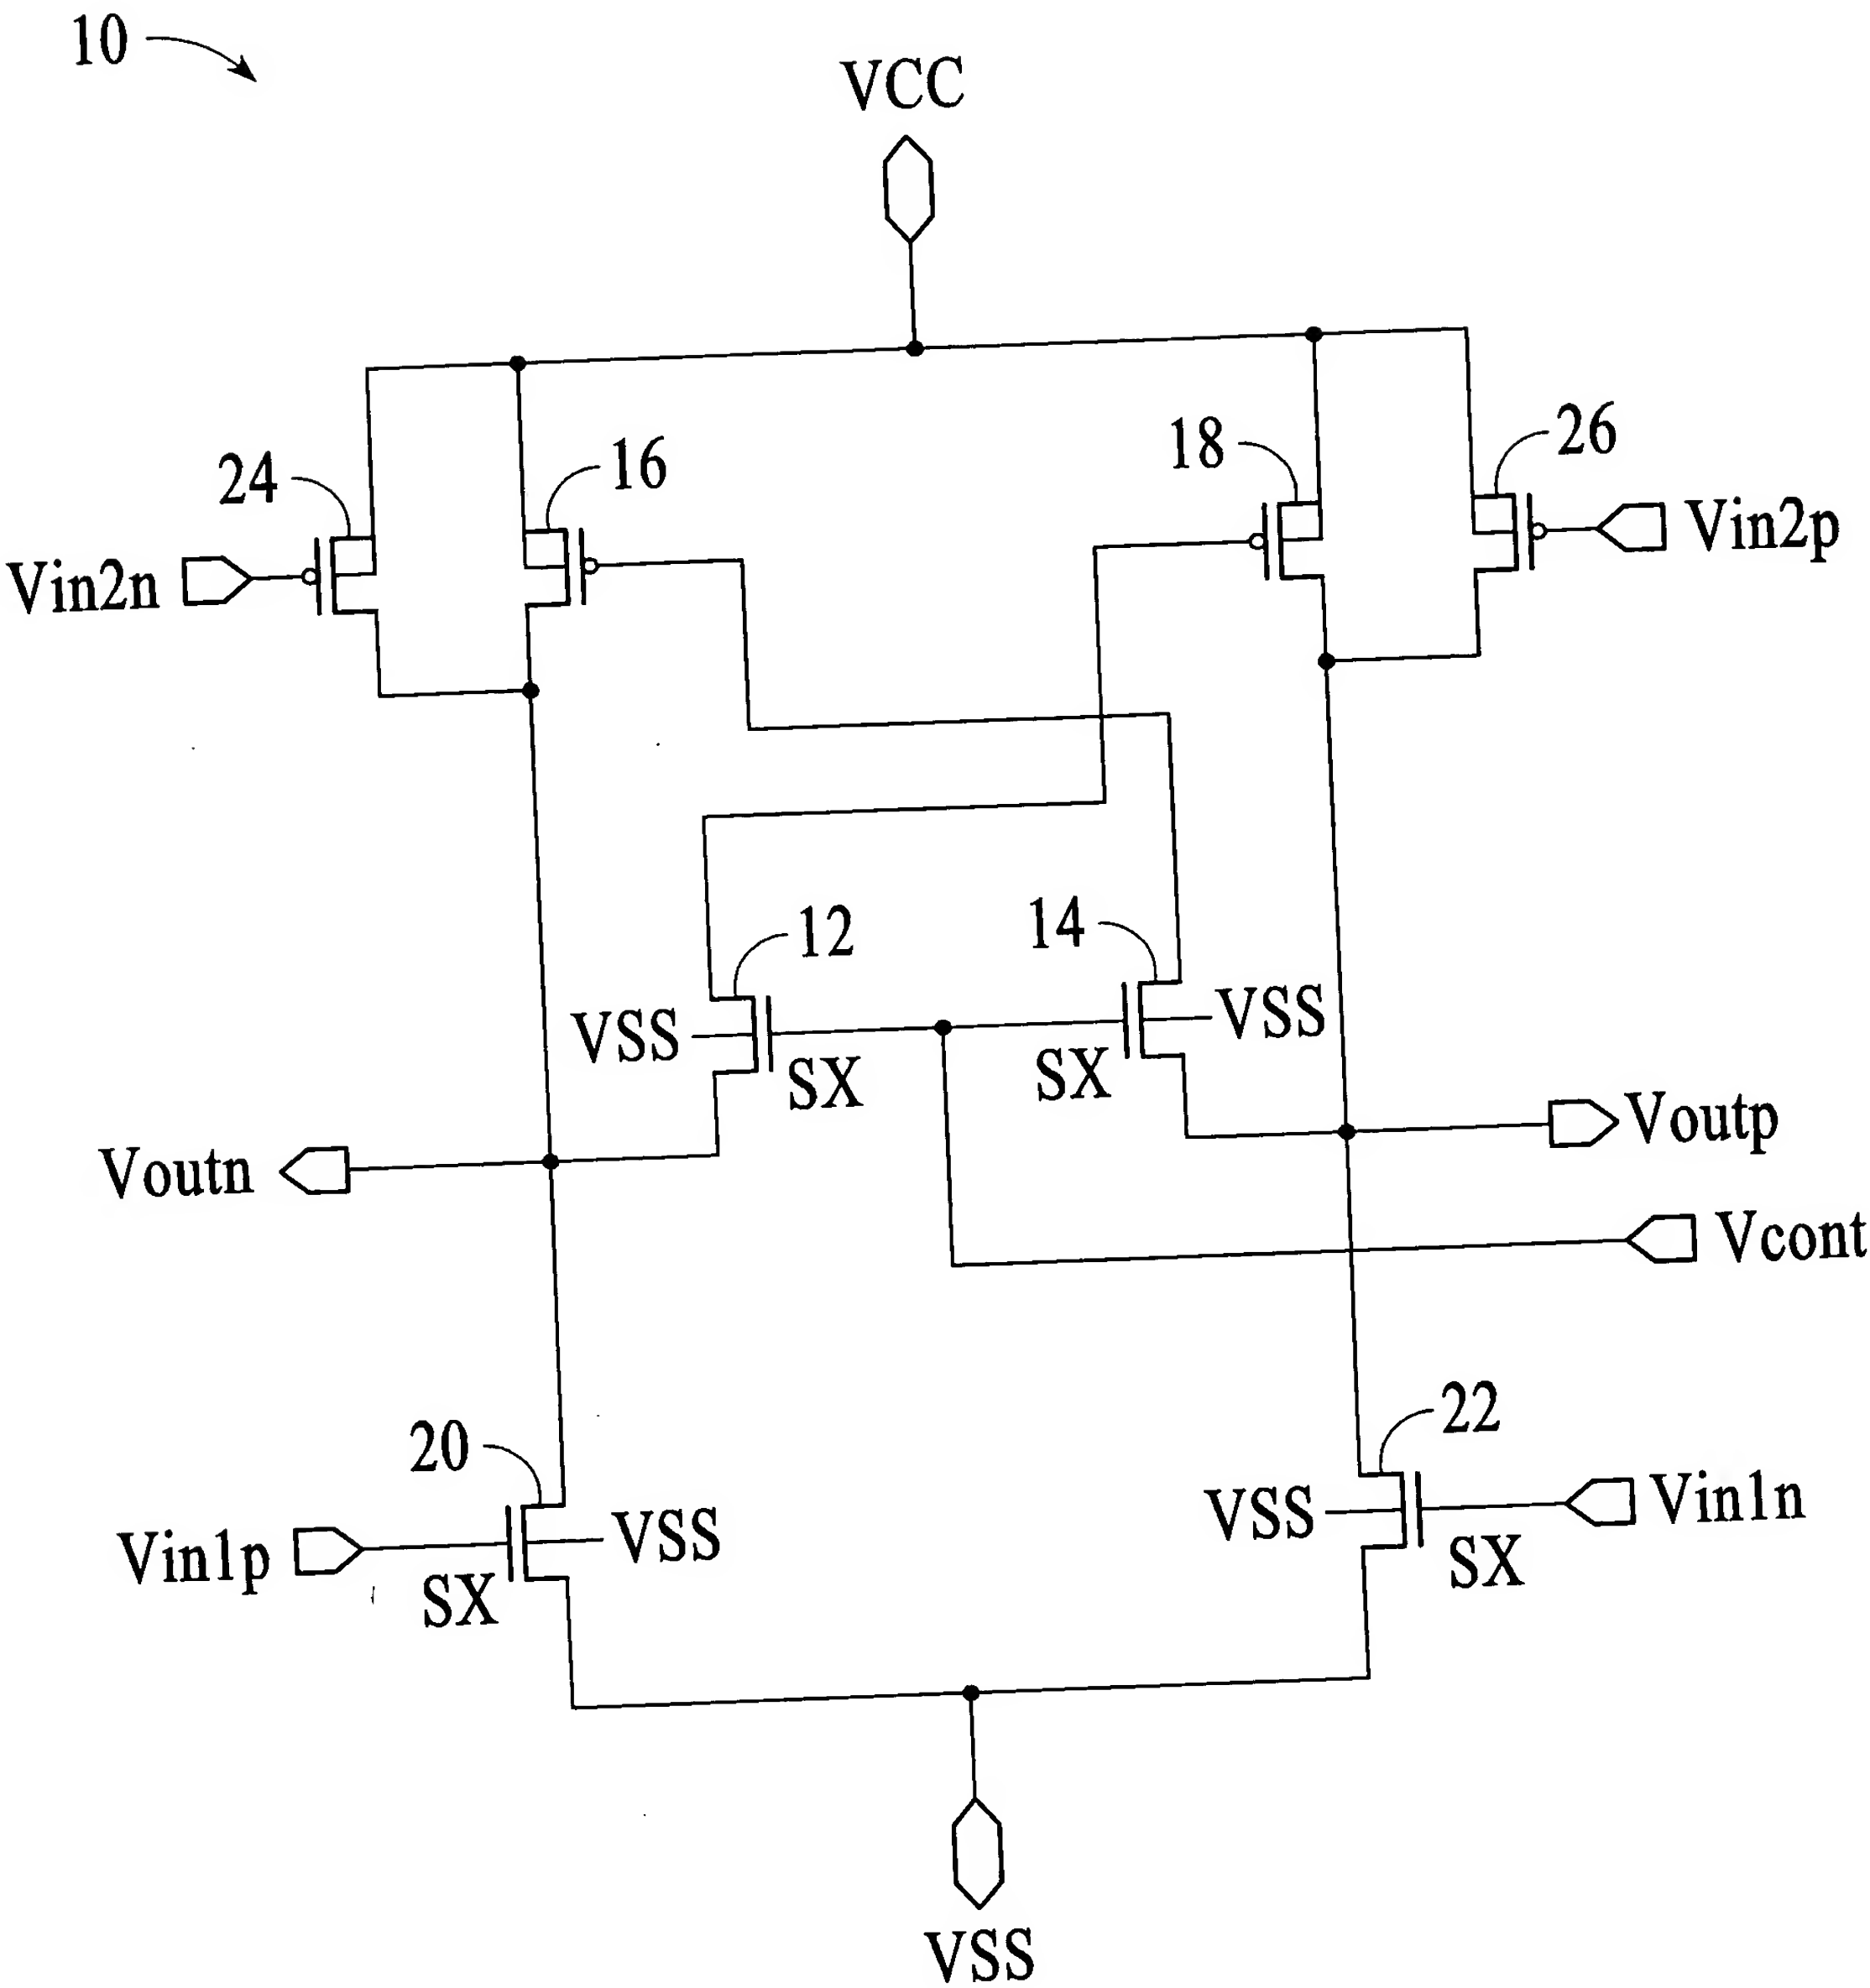 10
VCC
24
16
18
26
Vin2n
Vin2p
12
14
VSS
VSS
SX
SX
Voutn
Voutp
Vcont
20
22
Vin1p
VSS
VSS
Vin1n
SX
SX
VSS